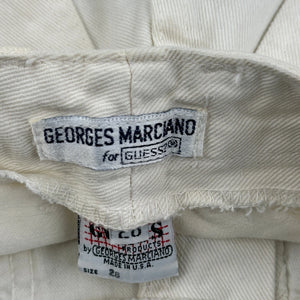 GEORGES MARCIANO
for GUESS?®
PRODUCTS
by GEORGES MARCIANO
MADE IN U.S.A.
SIZE 28